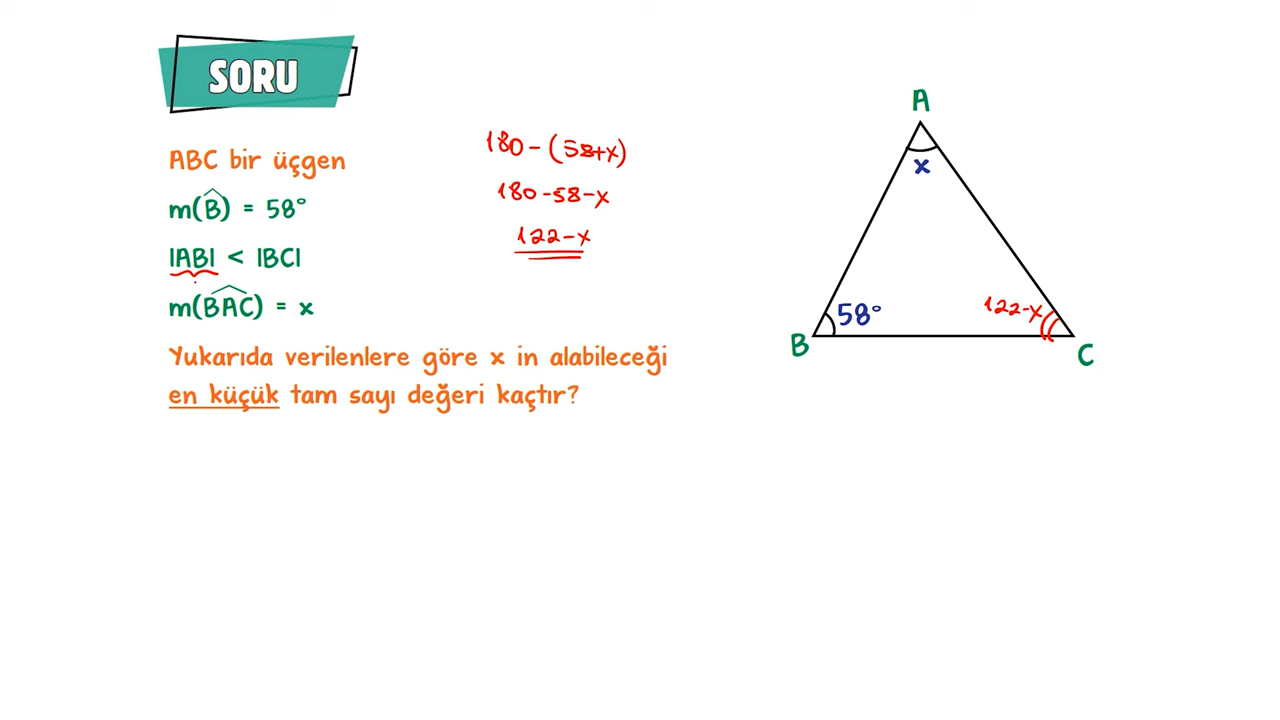 SORU
ABC bir üçgen
m(B̂) = 58°
|AB| < |BC|
m(BAC) = x
Yukarıda verilenlere göre x in alabileceği
en küçük tam sayı değeri kaçtır?
180 - (58+x)
180 - 58 - x
122 - x
A
x
58°
122-x
B
C